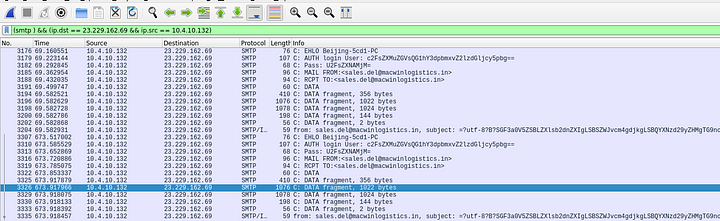 (smtp ) && (ip.dst == 23.229.162.69 && ip.src == 10.4.10.132)
No. Time Source Destination Protocol Length Info
3176 69.160551 10.4.10.132 23.229.162.69 SMTP 76 C: EHLO Beijing-5cd1-PC
3179 69.223144 10.4.10.132 23.229.162.69 SMTP 107 C: AUTH login User: c2FsZXMuZGVsQG1hY3dpbmxvZ2lzdGljcy5pbg==
3182 69.292845 10.4.10.132 23.229.162.69 SMTP 68 C: Pass: U2FsZXNAMjM=
3185 69.362954 10.4.10.132 23.229.162.69 SMTP 96 C: MAIL FROM:<sales.del@macwinlogistics.in>
3188 69.432035 10.4.10.132 23.229.162.69 SMTP 94 C: RCPT TO:<sales.del@macwinlogistics.in>
3191 69.499747 10.4.10.132 23.229.162.69 SMTP 60 C: DATA
3194 69.582529 10.4.10.132 23.229.162.69 SMTP 410 C: DATA fragment, 356 bytes
3196 69.582629 10.4.10.132 23.229.162.69 SMTP 1076 C: DATA fragment, 1022 bytes
3198 69.582728 10.4.10.132 23.229.162.69 SMTP 1078 C: DATA fragment, 1024 bytes
3200 69.582786 10.4.10.132 23.229.162.69 SMTP 198 C: DATA fragment, 144 bytes
3202 69.582861 10.4.10.132 23.229.162.69 SMTP 56 C: DATA fragment, 2 bytes
3204 69.582931 10.4.10.132 23.229.162.69 SMTP/I… 59 from: sales.del@macwinlogistics.in, subject:
3307 673.517002 10.4.10.132 23.229.162.69 SMTP 76 C: EHLO Beijing-5cd1-PC
3310 673.585529 10.4.10.132 23.229.162.69 SMTP 107 C: AUTH login User: c2FsZXMuZGVsQG1hY3dpbmxvZ2lzdGljcy5pbg==
3313 673.652869 10.4.10.132 23.229.162.69 SMTP 68 C: Pass: U2FsZXNAMjM=
3316 673.720886 10.4.10.132 23.229.162.69 SMTP 96 C: MAIL FROM:<sales.del@macwinlogistics.in>
3319 673.785075 10.4.10.132 23.229.162.69 SMTP 94 C: RCPT TO:<sales.del@macwinlogistics.in>
3322 673.853337 10.4.10.132 23.229.162.69 SMTP 60 C: DATA
3325 673.917879 10.4.10.132 23.229.162.69 SMTP 410 C: DATA fragment, 356 bytes
3326 673.917966 10.4.10.132 23.229.162.69 SMTP 1076 C: DATA fragment, 1022 bytes
3329 673.918075 10.4.10.132 23.229.162.69 SMTP 1078 C: DATA fragment, 1024 bytes
3330 673.918133 10.4.10.132 23.229.162.69 SMTP 198 C: DATA fragment, 144 bytes
3333 673.918392 10.4.10.132 23.229.162.69 SMTP 56 C: DATA fragment, 2 bytes
3335 673.918457 10.4.10.132 23.229.162.69 SMTP/I… 59 from: sales.del@macwinlogistics.in, subject: